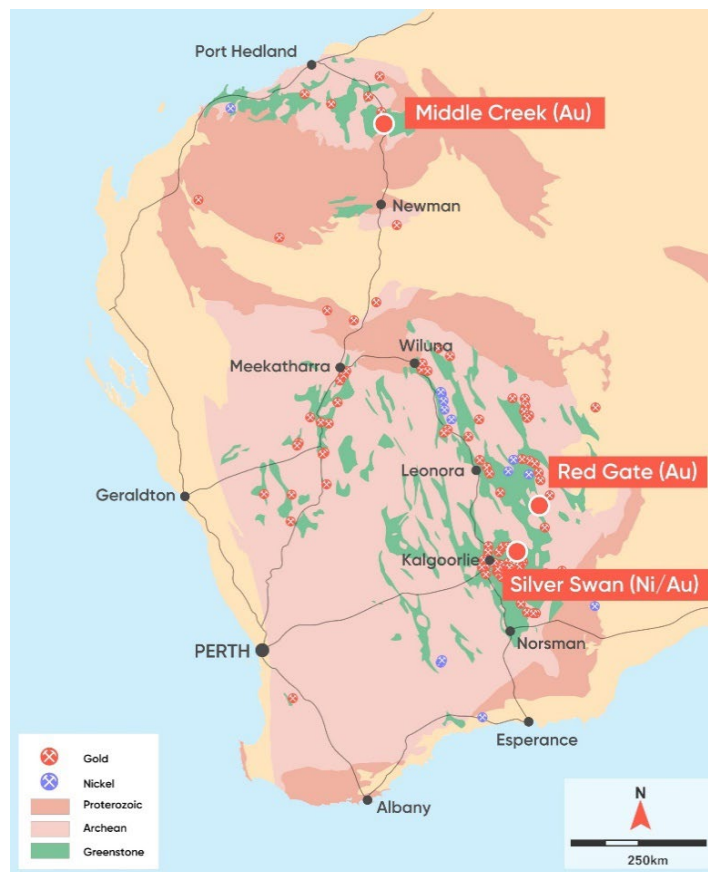 Port Hedland
Middle Creek (Au)
Newman
Wiluna
Meekatharra
Leonora
Red Gate (Au)
Geraldton
Kalgoorlie
Silver Swan (Ni/Au)
Norsman
PERTH
Esperance
Albany
Gold
Nickel
Proterozoic
Archean
Greenstone
N
250km